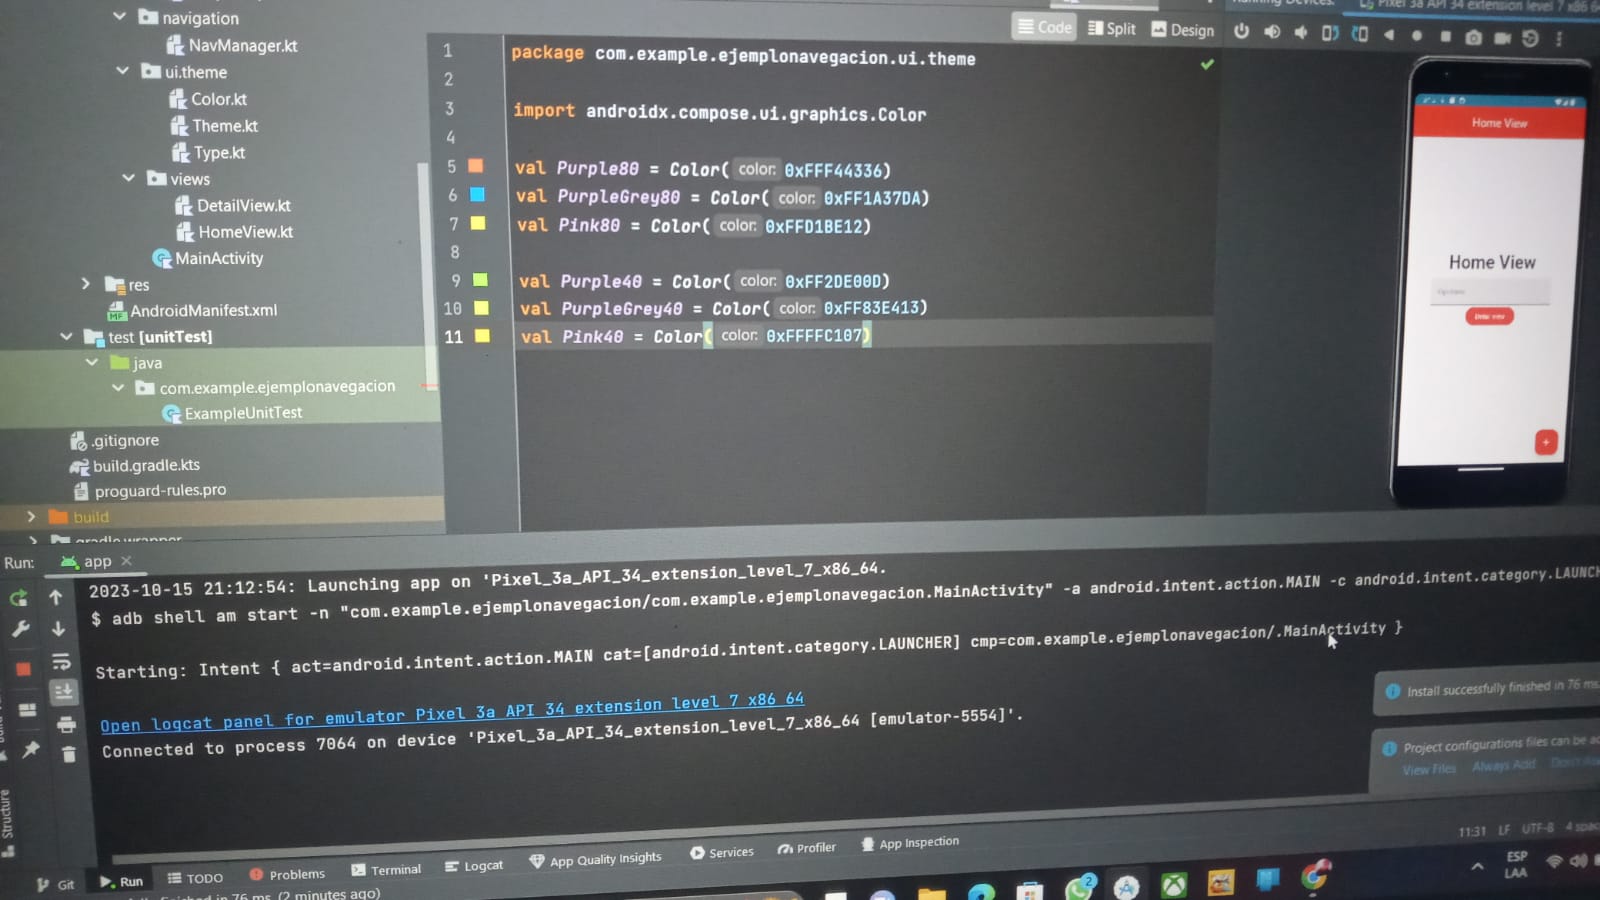 navigation
NavManager.kt
ui.theme
Color.kt
Theme.kt
Type.kt
views
DetailView.kt
HomeView.kt
MainActivity
res
AndroidManifest.xml
test [unitTest]
java
com.example.ejemplonavegacion
ExampleUnitTest
.gitignore
build.gradle.kts
proguard-rules.pro
build
gradle.wrapper
Code Split Design
Pixel 3a API 34 extension level 7 x86
1 package com.example.ejemplonavegacion.ui.theme
2
3 import androidx.compose.ui.graphics.Color
4
5 val Purple80 = Color( color: 0xFFF44336)
6 val PurpleGrey80 = Color( color: 0xFF1A37DA)
7 val Pink80 = Color( color: 0xFFD1BE12)
8
9 val Purple40 = Color( color: 0xFF2DE00D)
10 val PurpleGrey40 = Color( color: 0xFF83E413)
11 val Pink40 = Color( color: 0xFFFFC107)
Home View
Home View
+
Run: app
2023-10-15 21:12:54: Launching app on 'Pixel_3a_API_34_extension_level_7_x86_64.
$ adb shell am start -n "com.example.ejemplonavegacion/com.example.ejemplonavegacion.MainActivity" -a android.intent.action.MAIN -c android.intent.category.LAUNCH
Starting: Intent { act=android.intent.action.MAIN cat=[android.intent.category.LAUNCHER] cmp=com.example.ejemplonavegacion/.MainActivity }
Open logcat panel for emulator Pixel 3a API 34 extension level 7 x86 64
Connected to process 7064 on device 'Pixel_3a_API_34_extension_level_7_x86_64 [emulator-5554]'.
Install successfully finished in 76 ms.
Project configurations files can be
View Files Always Add
Structure
Git Run TODO Problems Terminal Logcat App Quality Insights Services Profiler App Inspection
11:31 LF UTF-8 4
finished in 76 ms (2 minutes ago)
2
ESP
LAA